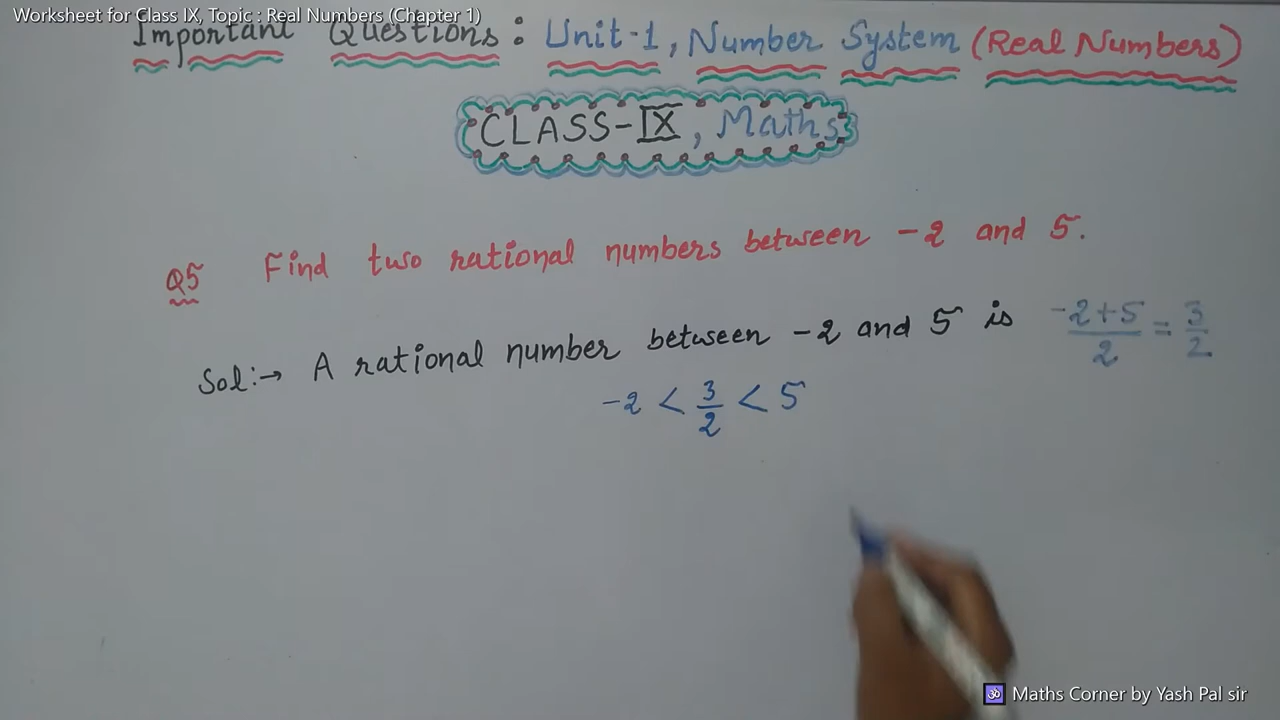 Worksheet for Class IX, Topic : Real Numbers (Chapter 1)
Important Questions : Unit-1, Number System (Real Numbers)
CLASS-IX, Maths
Q5 Find two rational numbers between -2 and 5.
Sol:→ A rational number between -2 and 5 is -2+5/2 = 3/2
-2 < 3/2 < 5
ॐ Maths Corner by Yash Pal sir